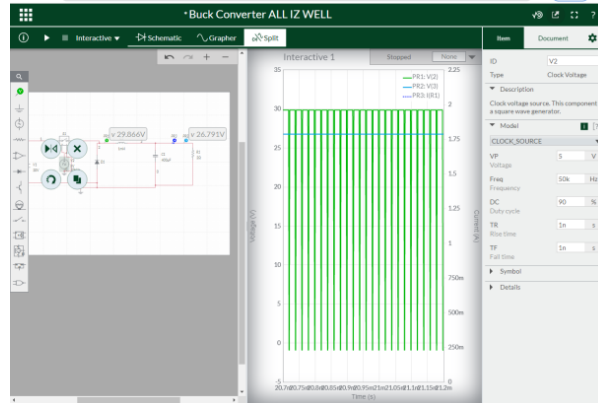 *Buck Converter ALL IZ WELL
Interactive
Schematic
Grapher
Split
Item
Document
Interactive 1
Stopped
None
PR1: V(2)
PR2: V(3)
PR3: I(R1)
v 29.866V
v 26.791V
35
30
25
20
15
10
5
0
-5
Voltage (V)
2.25
2
1.75
1.5
1.25
1
750m
500m
250m
0
Current (A)
Time (s)
ID
V2
Type
Clock Voltage
Description
Clock voltage source. This component
a square wave generator.
Model
CLOCK_SOURCE
VP
5
V
Voltage
Freq
50k
Hz
Frequency
DC
90
%
Duty cycle
TR
1n
s
Rise time
TF
1n
s
Fall time
Symbol
Details